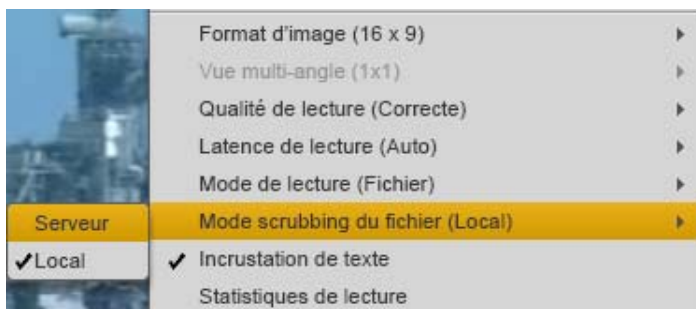 Format d'image (16 x 9)
Vue multi-angle (1x1)
Qualité de lecture (Correcte)
Latence de lecture (Auto)
Mode de lecture (Fichier)
Mode scrubbing du fichier (Local)
Serveur
Local
Incrustation de texte
Statistiques de lecture